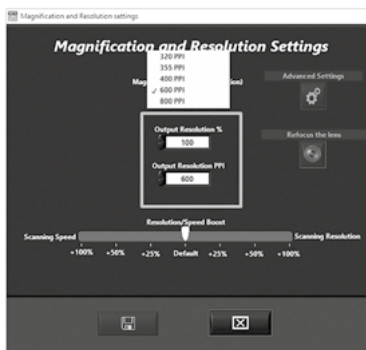 Magnification and Resolution settings
Magnification and Resolution Settings
320 PPI
355 PPI
400 PPI
✓ 600 PPI
800 PPI
Advanced Settings
Output Resolution %
100
Output Resolution PPI
600
Refocus the lens
Resolution/Speed Boost
Scanning Speed
Scanning Resolution
+100% +50% +25% Default +25% +50% +100%